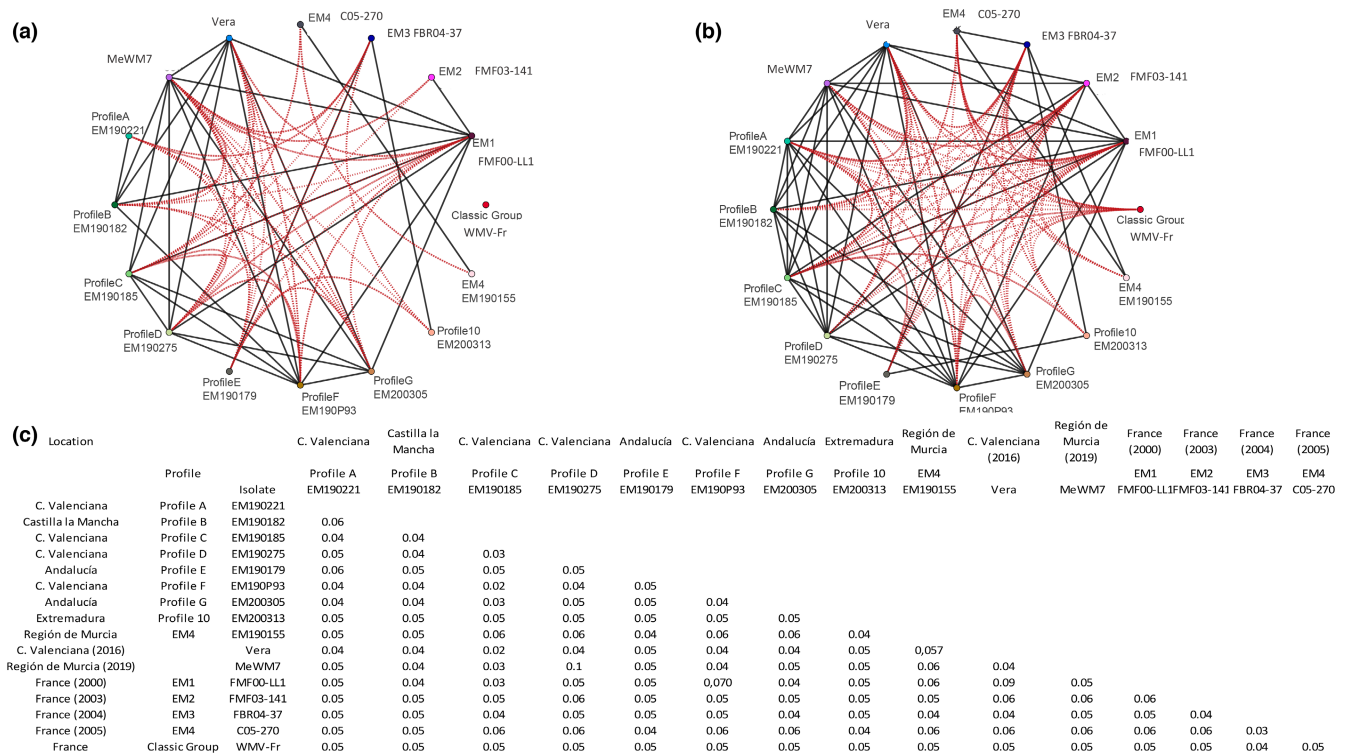 (a)
Vera
EM4 C05-270
EM3 FBR04-37
MeWM7
EM2 FMF03-141
ProfileA
EM190221
EM1
FMF00-LL1
ProfileB
EM190182
Classic Group
WMV-Fr
ProfileC
EM190185
EM4
EM190155
ProfileD
EM190275
Profile10
EM200313
ProfileE
EM190179
ProfileF
EM190P93
ProfileG
EM200305
(b)
Vera
EM4 C05-270
EM3 FBR04-37
MeWM7
EM2 FMF03-141
ProfileA
EM190221
EM1
FMF00-LL1
ProfileB
EM190182
Classic Group
WMV-Fr
ProfileC
EM190185
EM4
EM190155
ProfileD
EM190275
Profile10
EM200313
ProfileE
EM190179
ProfileF
EM190P93
ProfileG
EM200305
(c)
Location C. Valenciana Castilla la Mancha C. Valenciana C. Valenciana Andalucía C. Valenciana Andalucía Extremadura Región de Murcia C. Valenciana (2016) Región de Murcia (2019) France (2000) France (2003) France (2004) France (2005)
Profile Profile A Profile B Profile C Profile D Profile E Profile F Profile G Profile 10 EM4 EM1 EM2 EM3 EM4
Isolate EM190221 EM190182 EM190185 EM190275 EM190179 EM190P93 EM200305 EM200313 EM190155 Vera MeWM7 FMF00-LL1 FMF03-141 FBR04-37 C05-270
C. Valenciana Profile A EM190221
Castilla la Mancha Profile B EM190182 0.06
C. Valenciana Profile C EM190185 0.04 0.04
C. Valenciana Profile D EM190275 0.05 0.04 0.03
Andalucía Profile E EM190179 0.06 0.05 0.05 0.05
C. Valenciana Profile F EM190P93 0.04 0.04 0.02 0.04 0.05
Andalucía Profile G EM200305 0.04 0.04 0.03 0.05 0.05 0.04
Extremadura Profile 10 EM200313 0.05 0.05 0.05 0.05 0.05 0.05 0.05
Región de Murcia EM4 EM190155 0.05 0.05 0.06 0.06 0.04 0.06 0.06 0.04
C. Valenciana (2016) Vera 0.04 0.04 0.02 0.04 0.05 0.04 0.04 0.05 0,057
Región de Murcia (2019) MeWM7 0.05 0.04 0.03 0.1 0.05 0.04 0.05 0.05 0.06 0.04
France (2000) EM1 FMF00-LL1 0.05 0.04 0.03 0.05 0.05 0,070 0.04 0.05 0.06 0.09 0.05
France (2003) EM2 FMF03-141 0.05 0.05 0.05 0.06 0.05 0.05 0.05 0.05 0.05 0.06 0.06 0.06
France (2004) EM3 FBR04-37 0.05 0.05 0.04 0.05 0.05 0.05 0.04 0.05 0.04 0.04 0.06 0.05 0.04
France (2005) EM4 C05-270 0.05 0.05 0.06 0.06 0.04 0.06 0.06 0.04 0.06 0.06 0.06 0.06 0.06 0.03
France Classic Group WMV-Fr 0.05 0.05 0.05 0.05 0.05 0.05 0.05 0.05 0.05 0.05 0.05 0.05 0.05 0.04 0.05